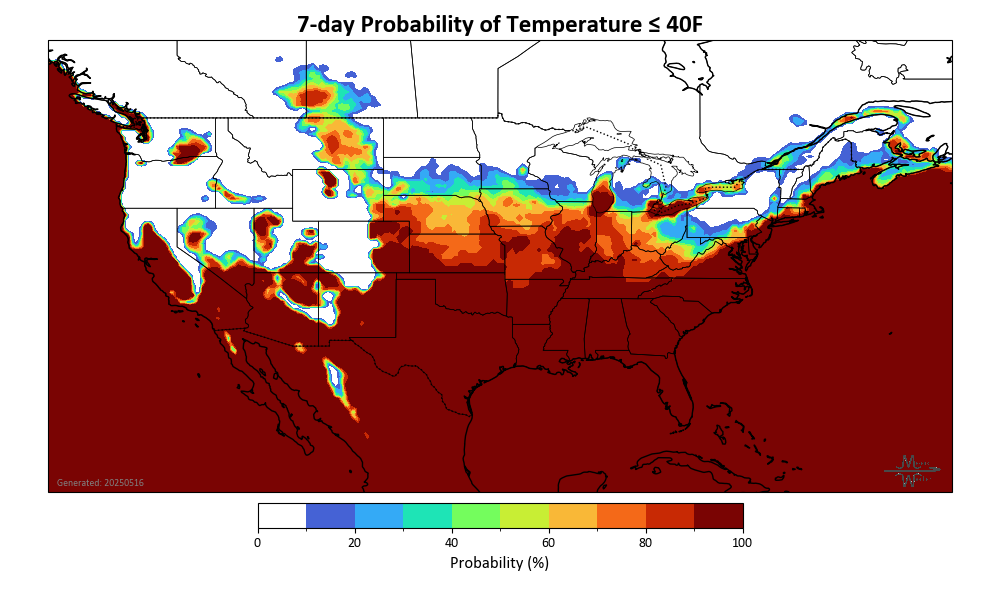 7-day Probability of Temperature ≤ 40F
Generated: 20250516
0 20 40 60 80 100
Probability (%)